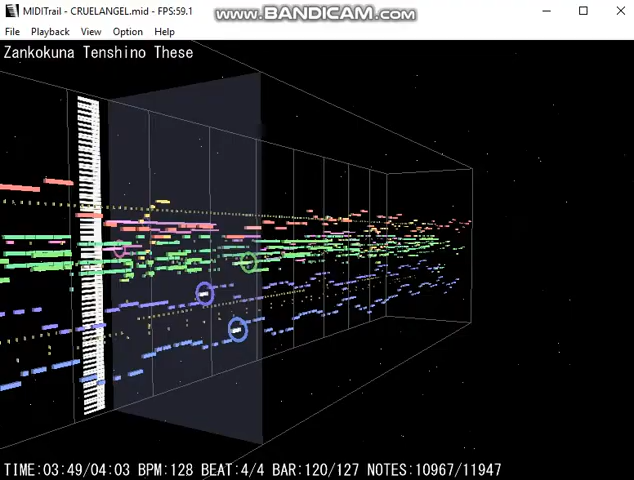 MIDITrail - CRUELANGEL.mid - FPS:59.1
www.BANDICAM.com
File Playback View Option Help
Zankokuna Tenshino These
TIME:03:49/04:03 BPM:128 BEAT:4/4 BAR:120/127 NOTES:10967/11947